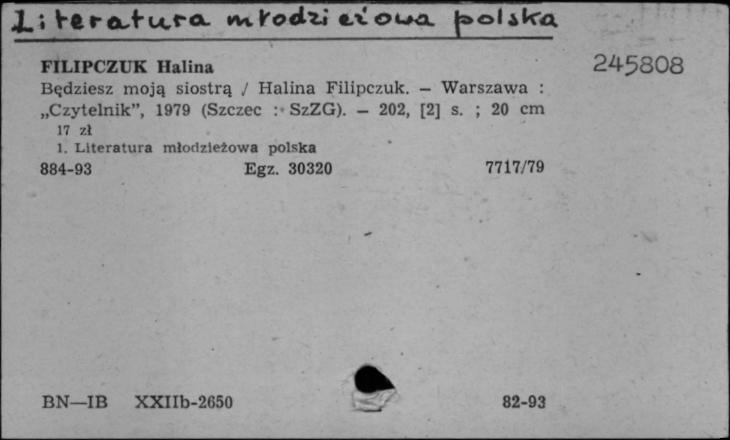 Literatura młodzieżowa polska
245808
FILIPCZUK Halina
Będziesz moją siostrą / Halina Filipczuk. – Warszawa :
„Czytelnik”, 1979 (Szczec : SzZG). – 202, [2] s. ; 20 cm
17 zł
1. Literatura młodzieżowa polska
884-93 Egz. 30320 7717/79
BN—IB XXIIb-2650 82-93